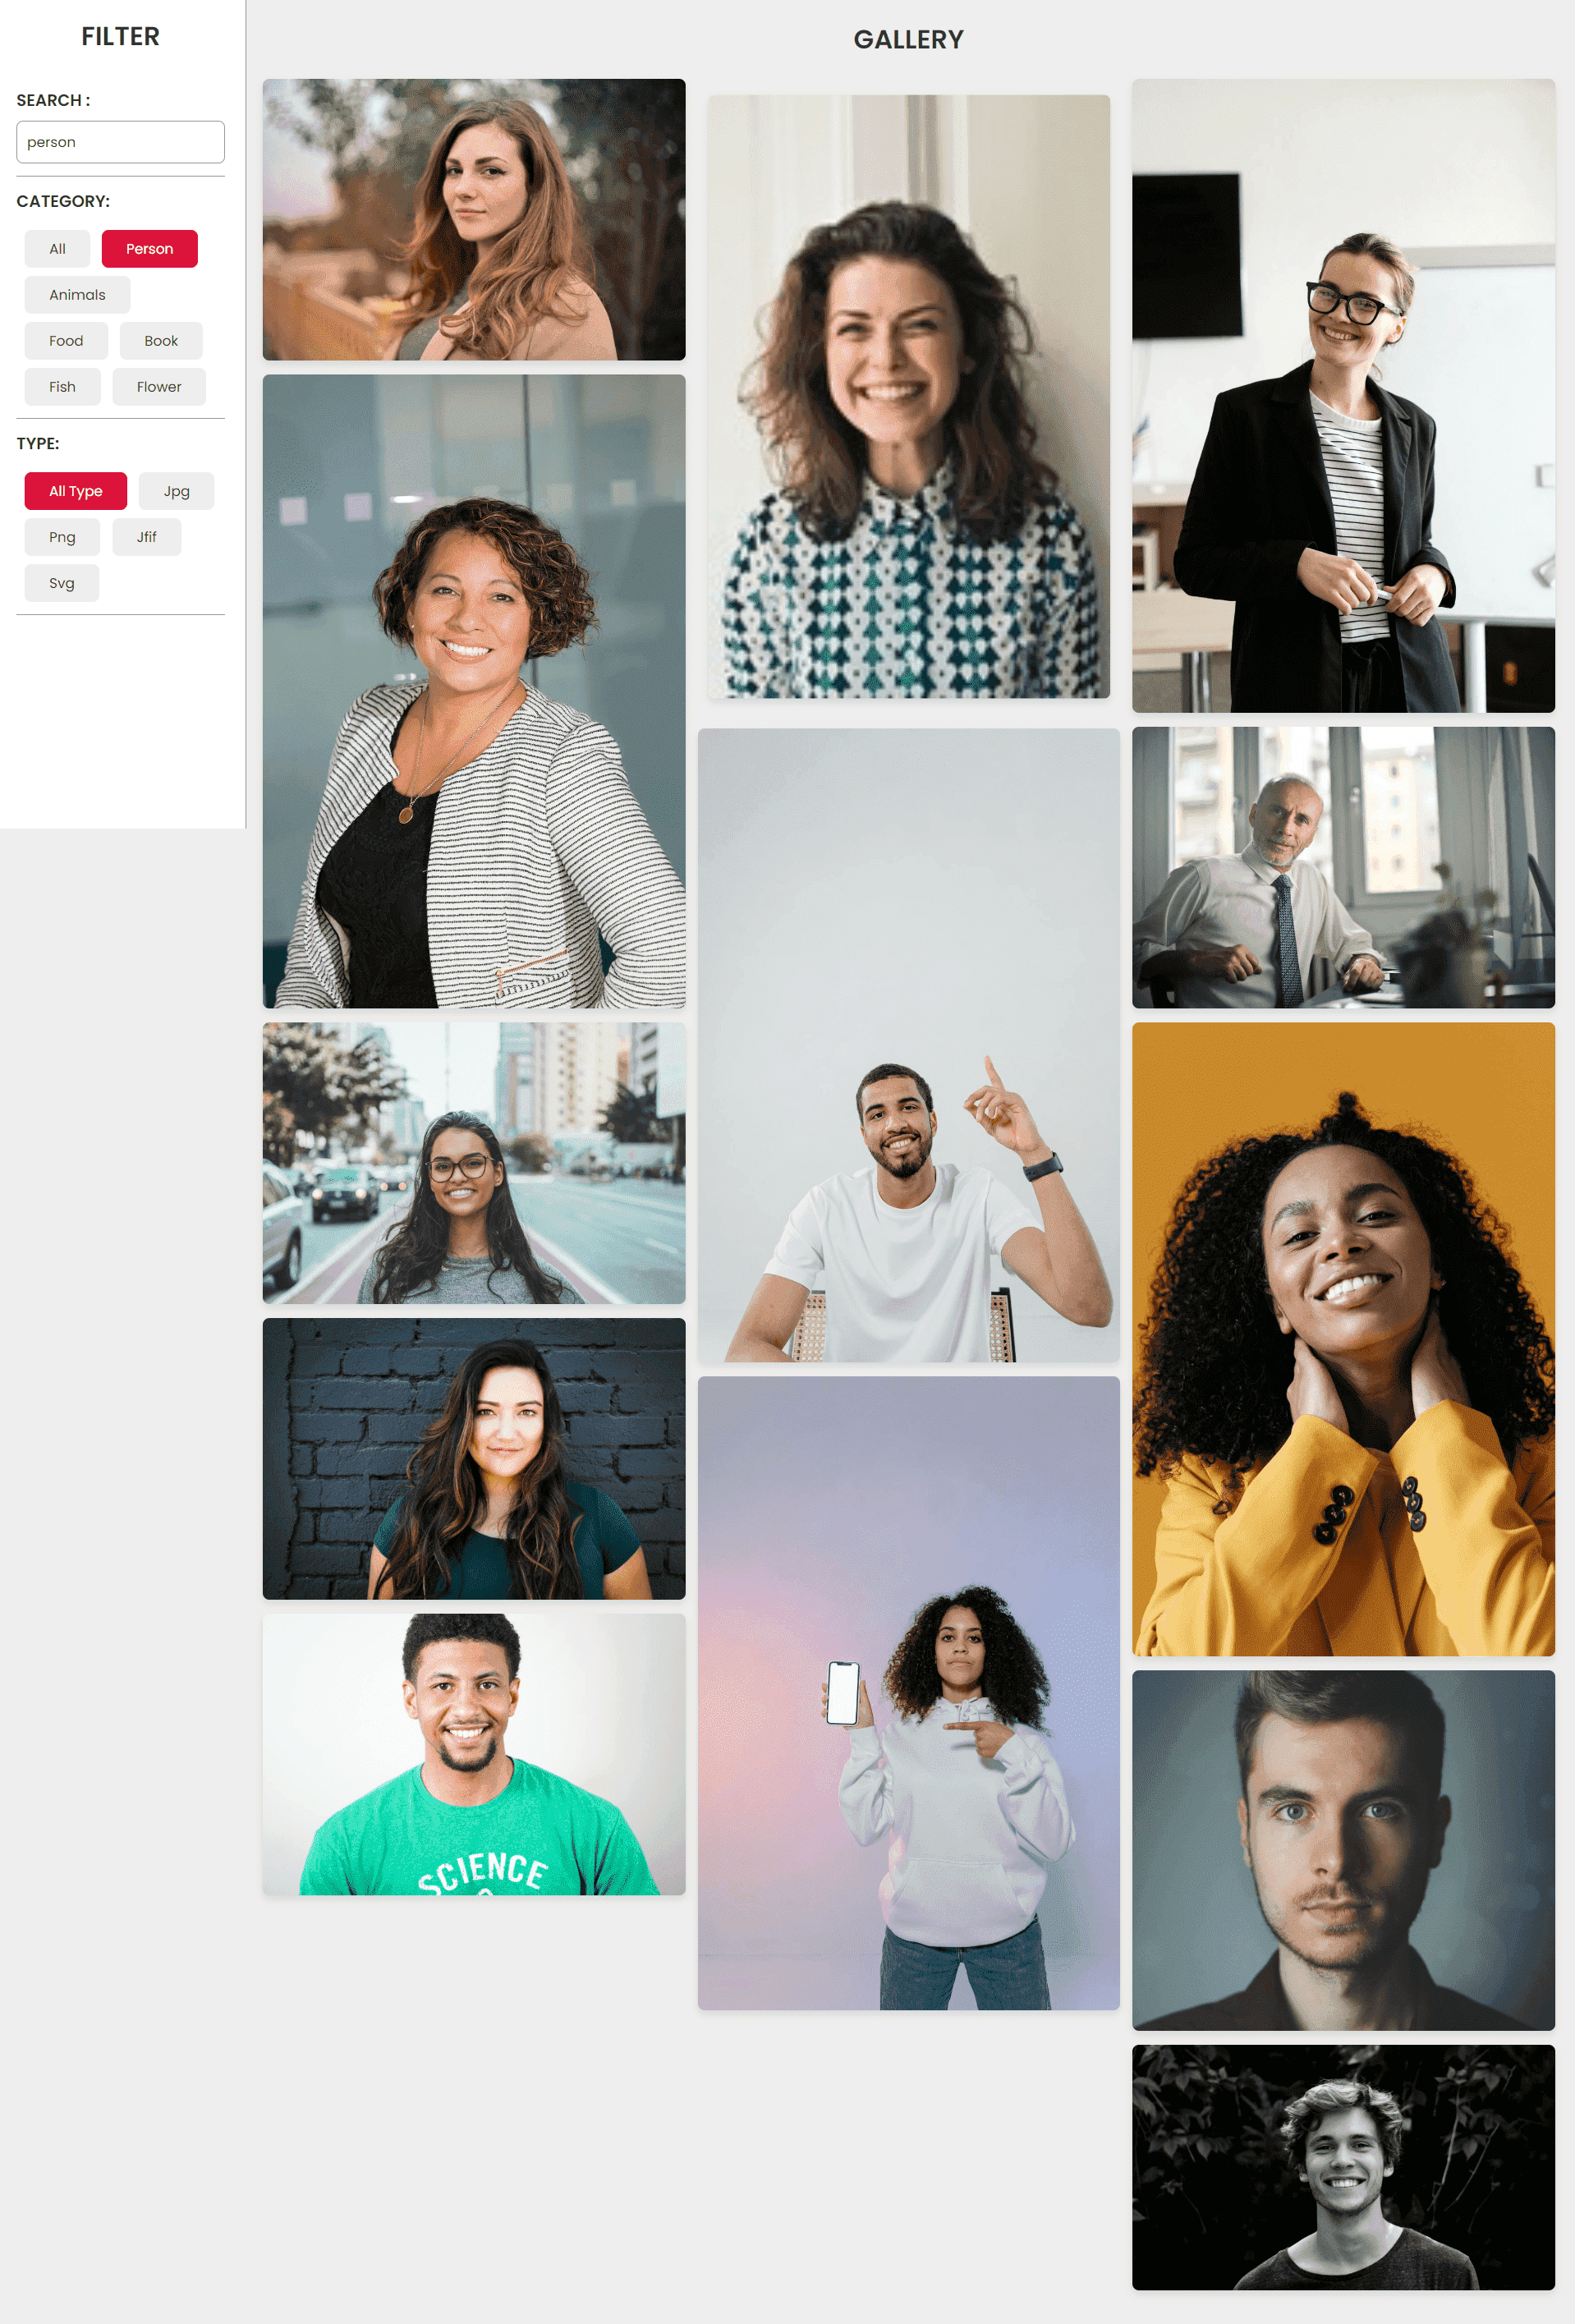 FILTER
SEARCH :
person
CATEGORY:
All Person
Animals
Food Book
Fish Flower
TYPE:
All Type Jpg
Png Jfif
Svg
GALLERY
SCIENCE